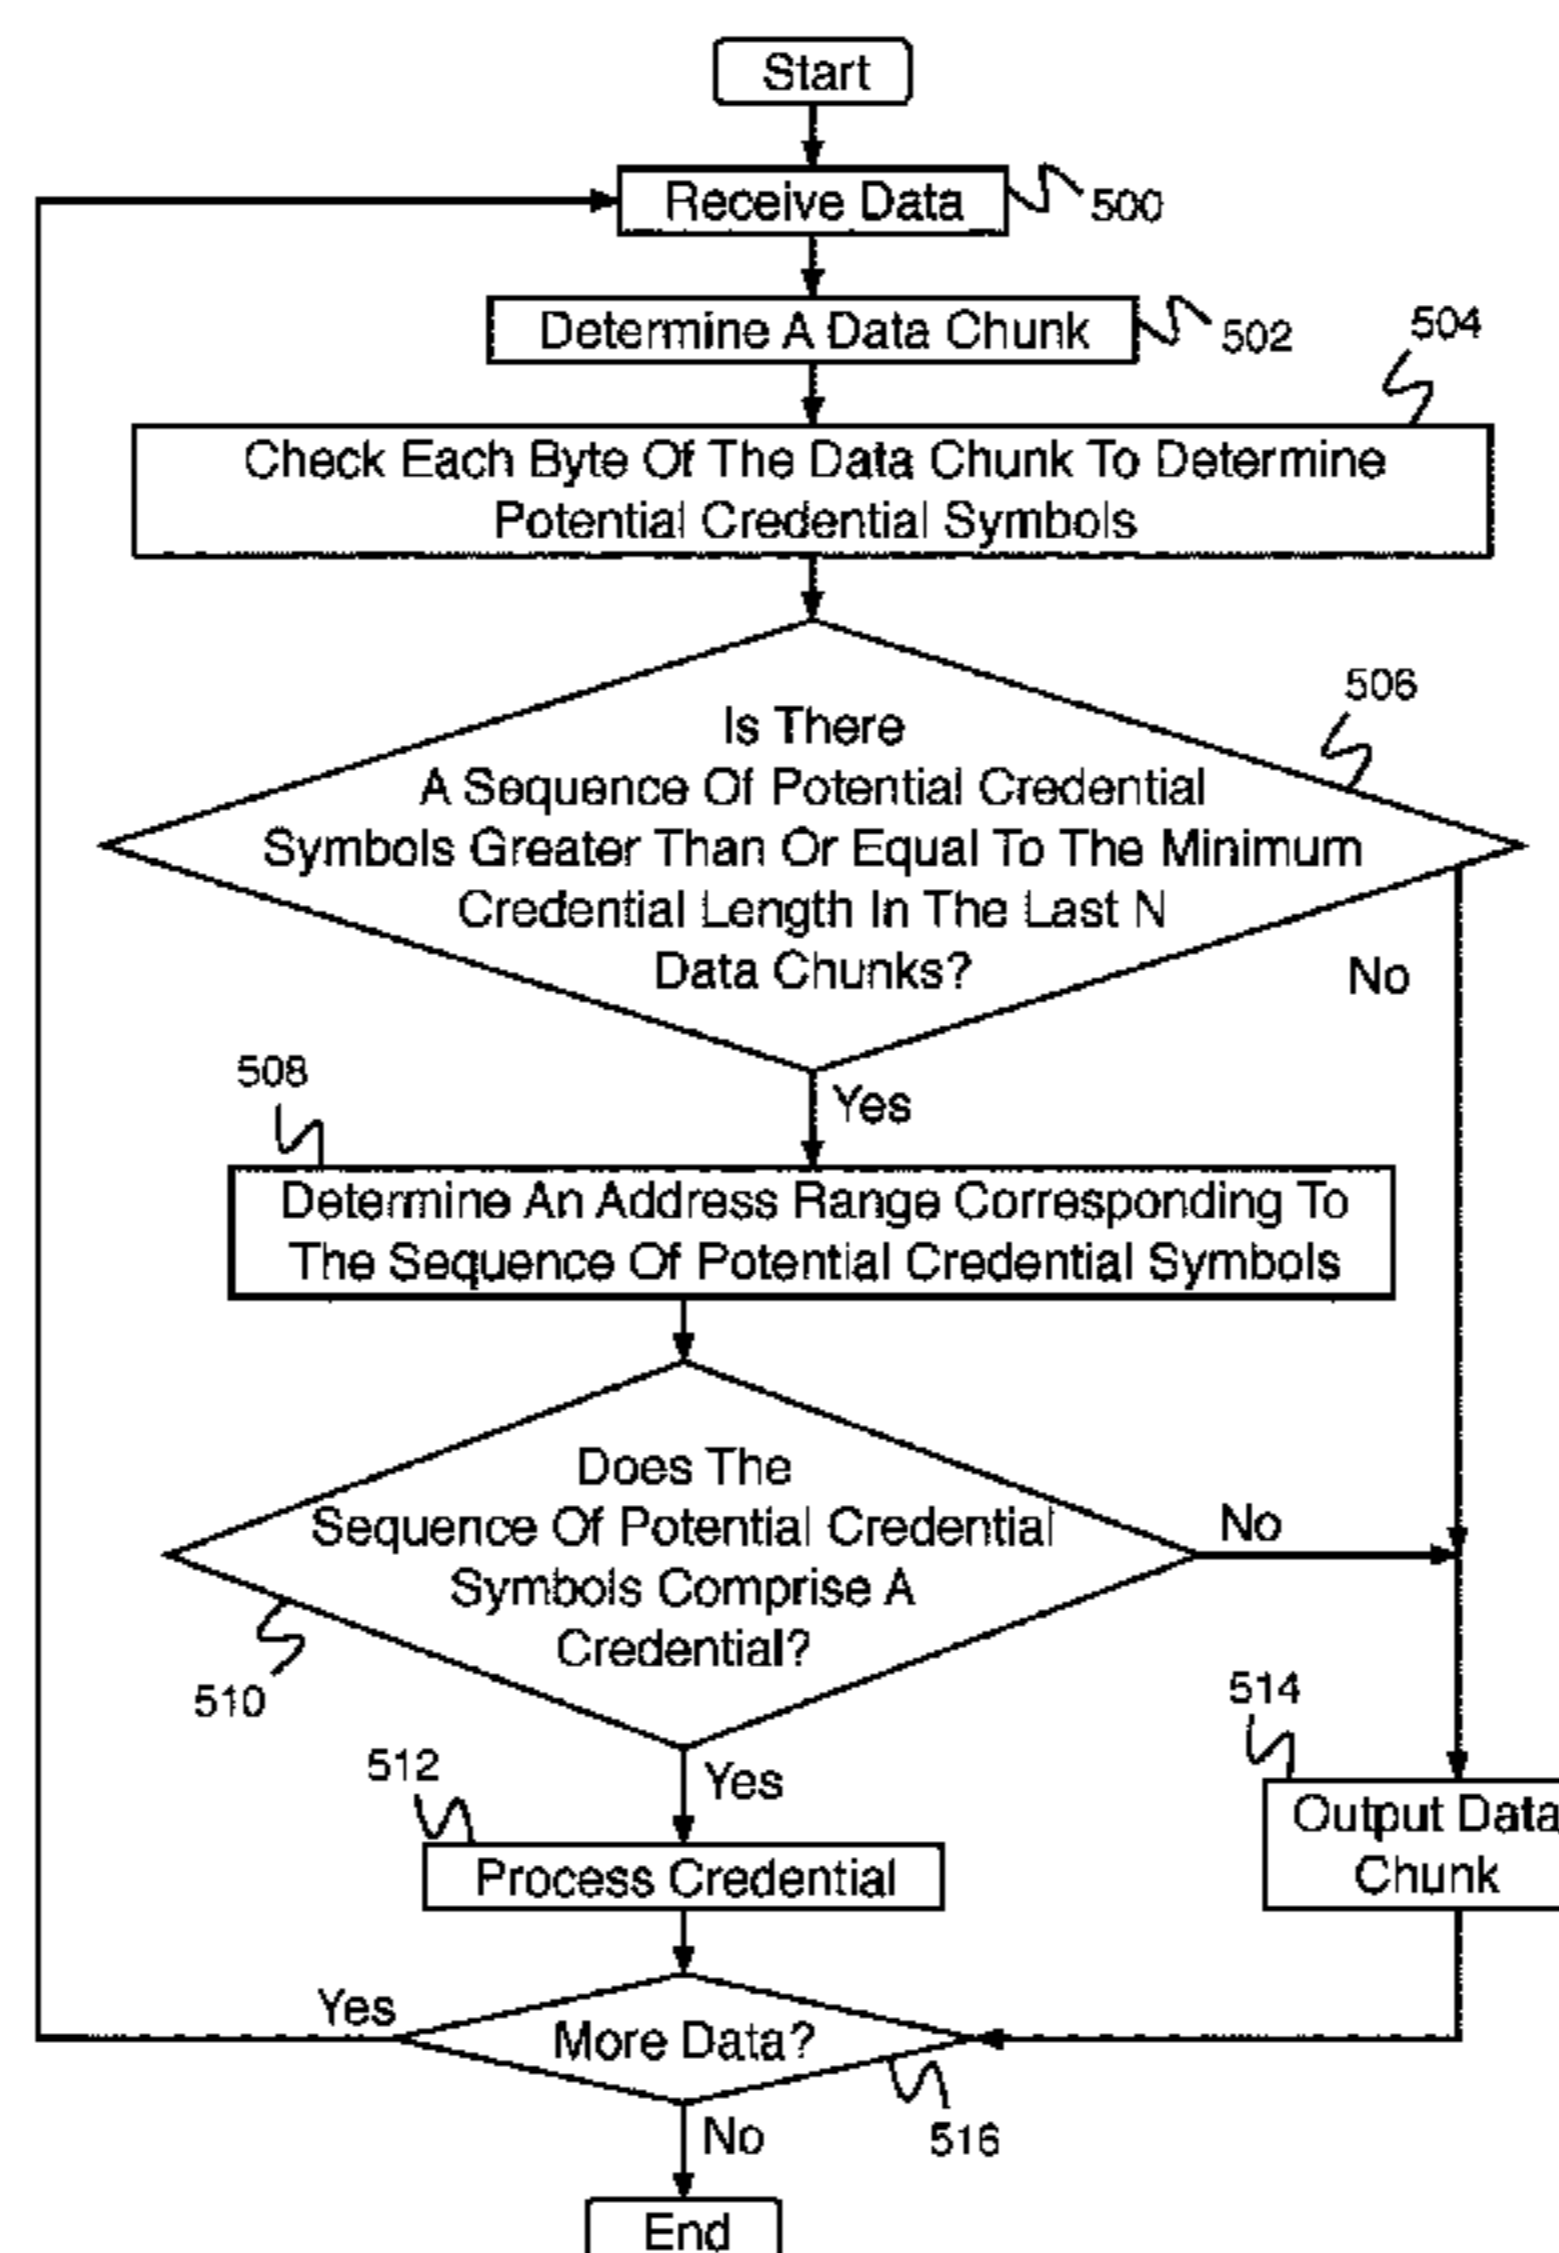 Start
Receive Data
500
Determine A Data Chunk
502
504
Check Each Byte Of The Data Chunk To Determine
Potential Credential Symbols
506
Is There
A Sequence Of Potential Credential
Symbols Greater Than Or Equal To The Minimum
Credential Length In The Last N
Data Chunks?
No
508
Yes
Determine An Address Range Corresponding To
The Sequence Of Potential Credential Symbols
Does The
Sequence Of Potential Credential
Symbols Comprise A
Credential?
No
510
514
512
Yes
Output Data
Chunk
Process Credential
Yes
More Data?
516
No
End